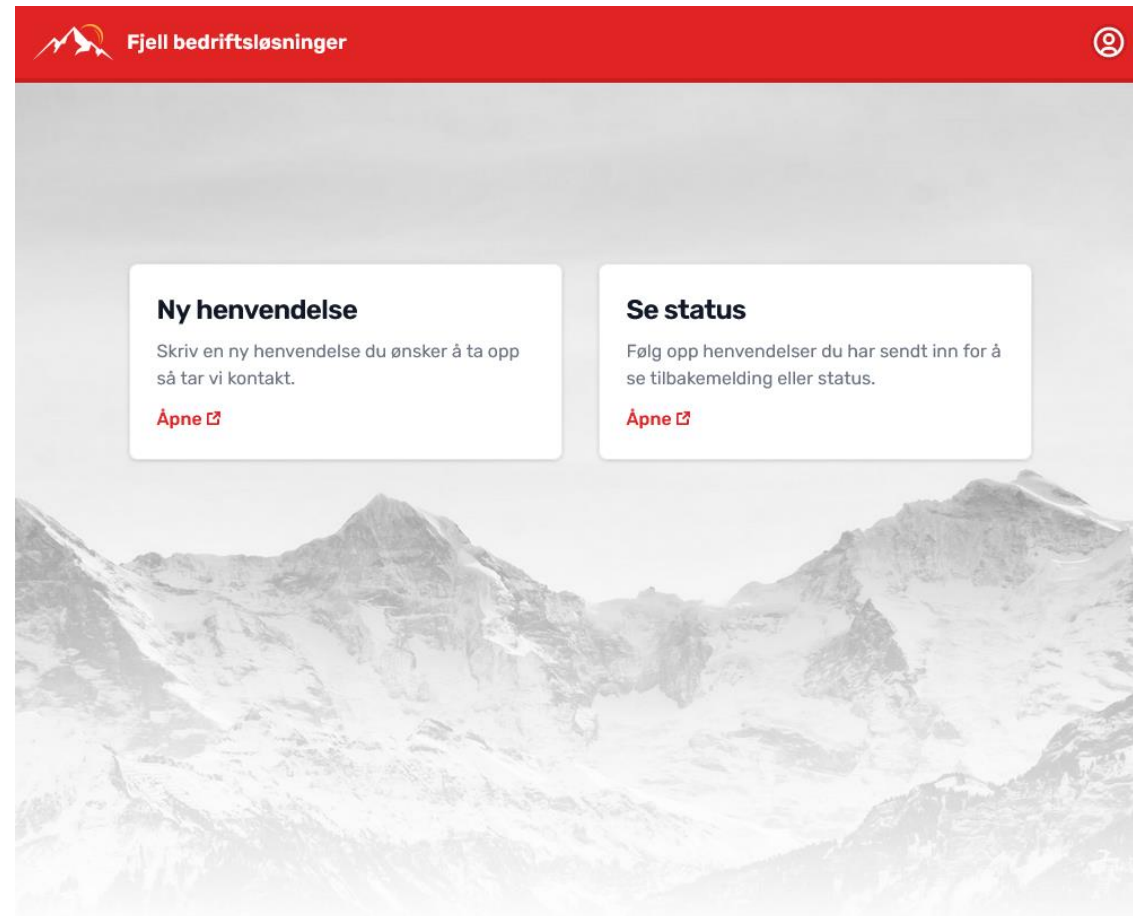 Fjell bedriftsløsninger
Ny henvendelse
Skriv en ny henvendelse du ønsker å ta opp
så tar vi kontakt.
Åpne
Se status
Følg opp henvendelser du har sendt inn for å
se tilbakemelding eller status.
Åpne